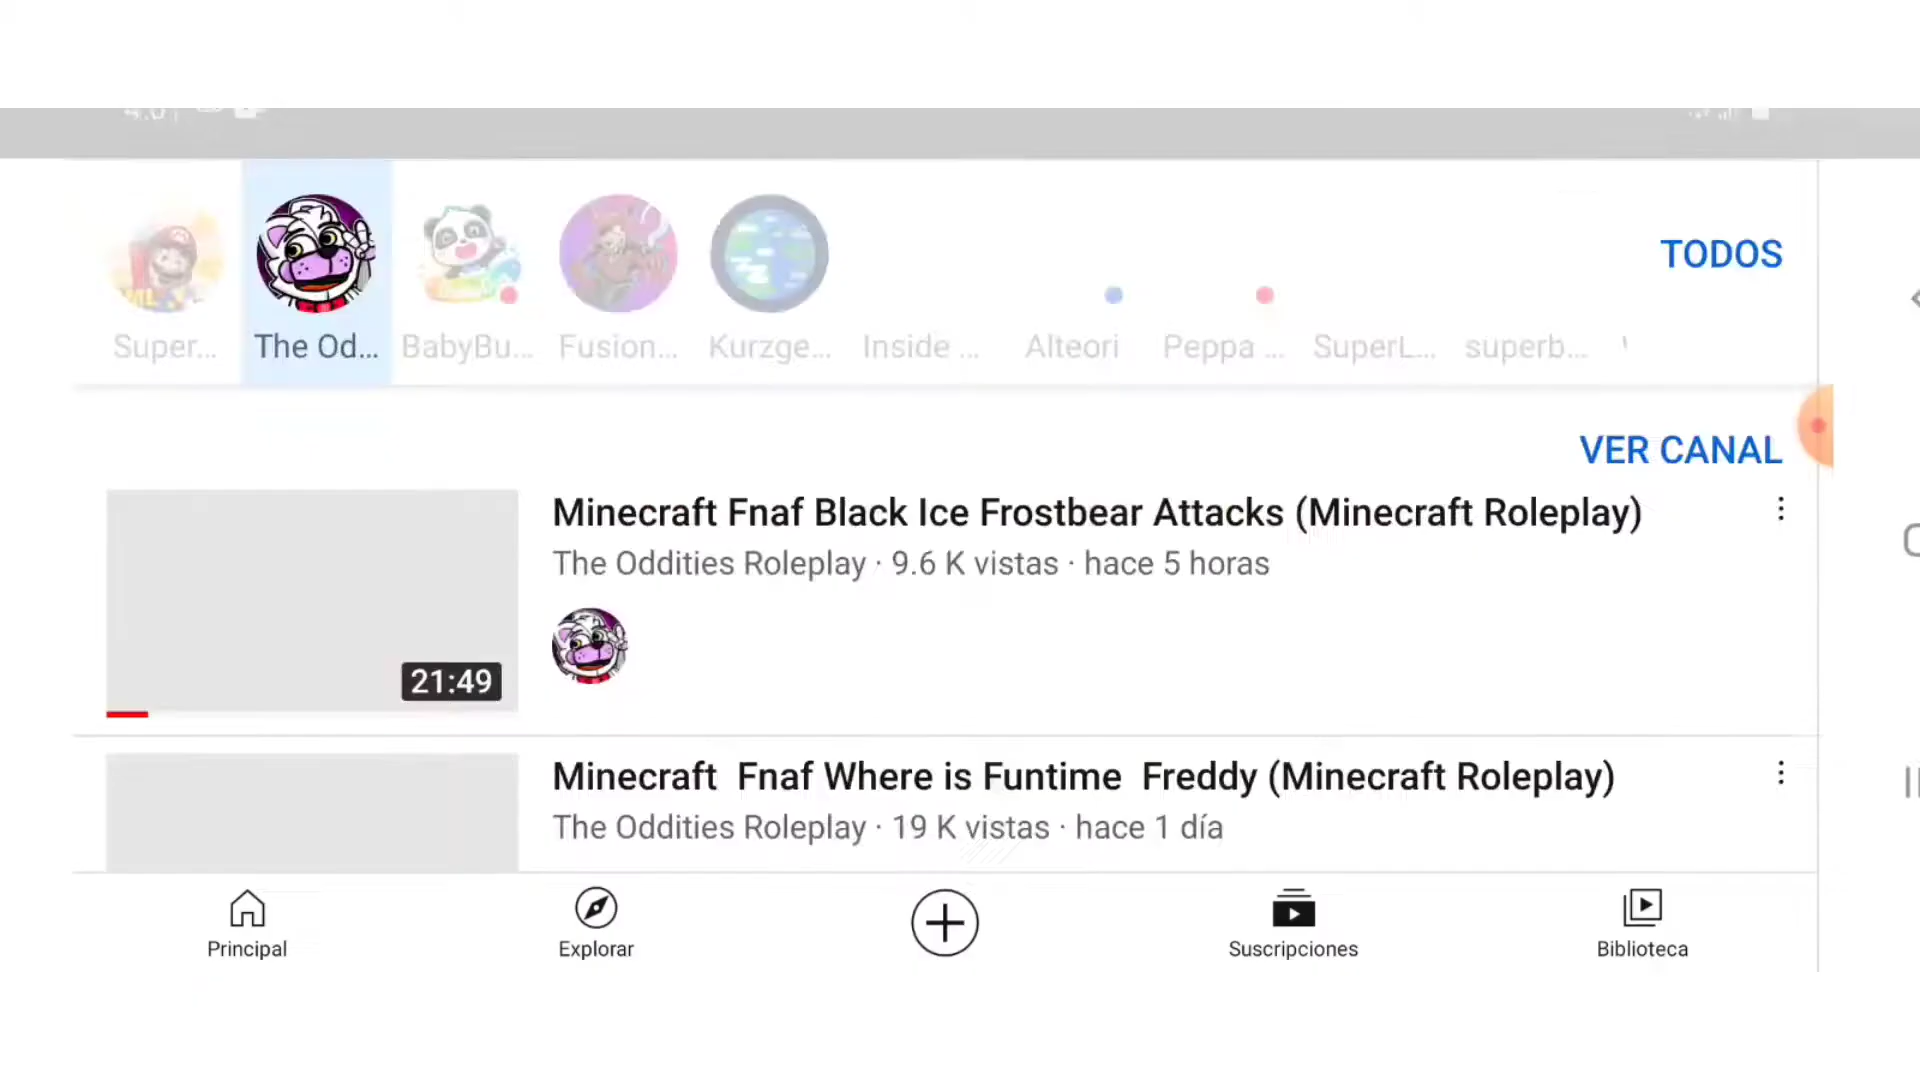 TODOS
Super...
The Od...
BabyBu...
Fusion...
Kurzge...
Inside ...
Alteori
Peppa ...
SuperL...
superb...
VER CANAL
Minecraft Fnaf Black Ice Frostbear Attacks (Minecraft Roleplay)
The Oddities Roleplay · 9.6 K vistas · hace 5 horas
21:49
Minecraft  Fnaf Where is Funtime  Freddy (Minecraft Roleplay)
The Oddities Roleplay · 19 K vistas · hace 1 día
Principal
Explorar
Suscripciones
Biblioteca